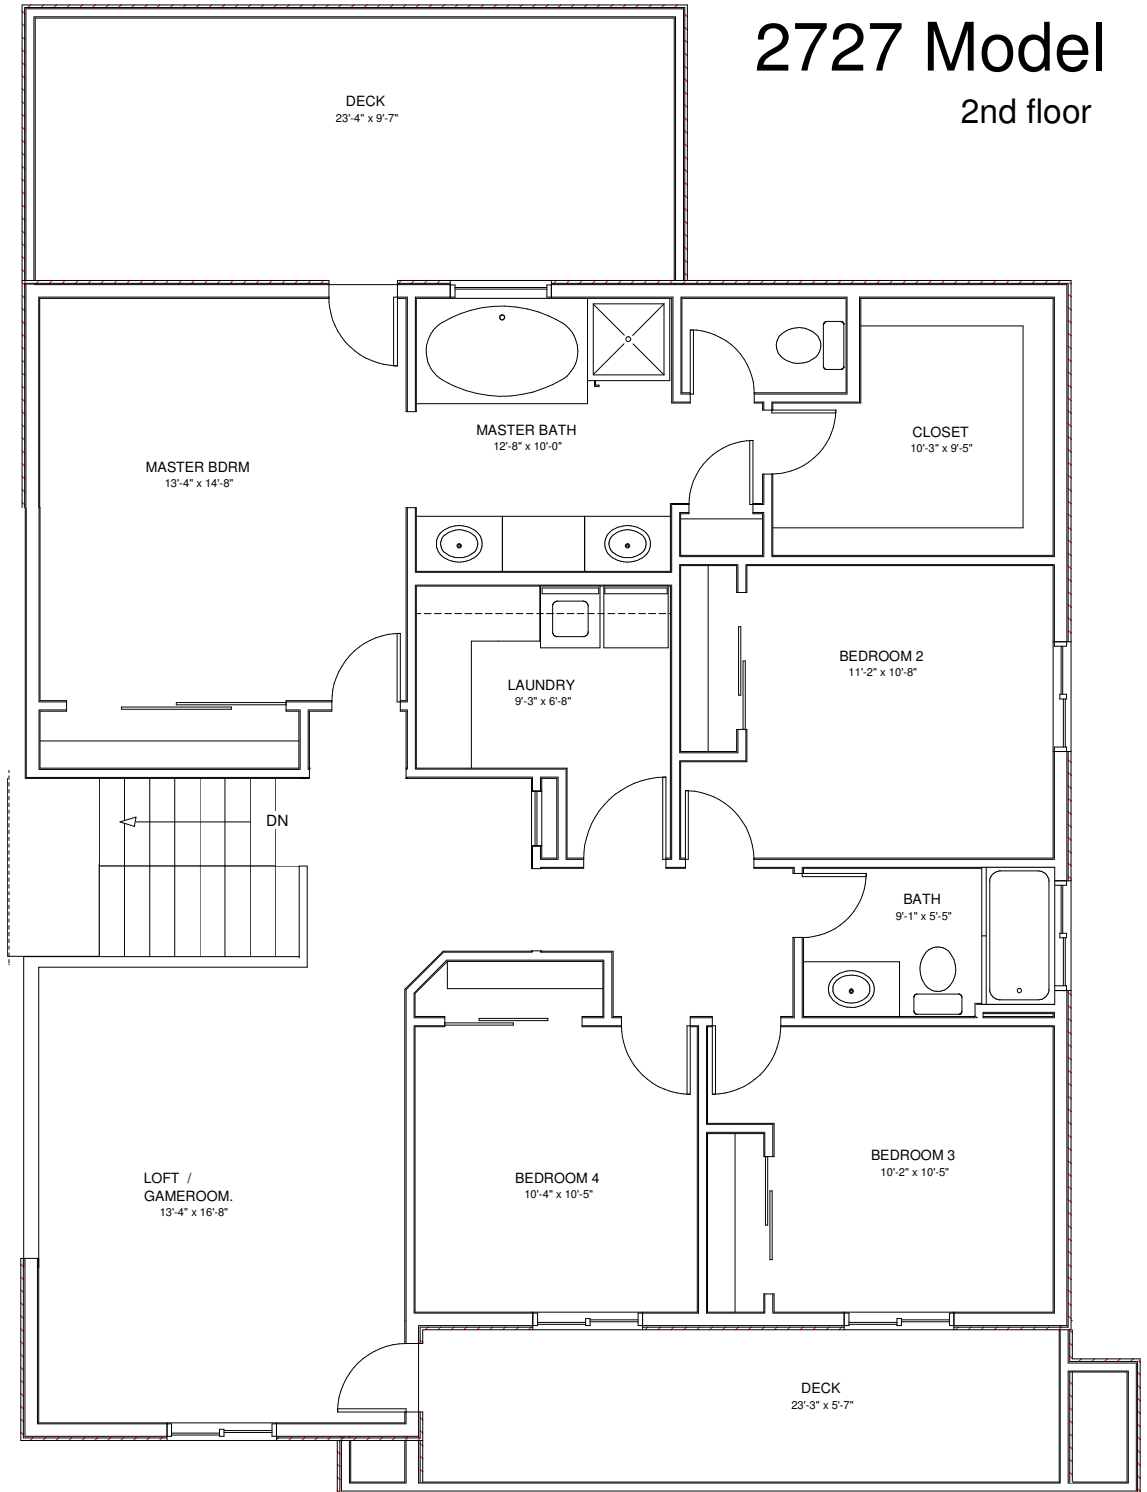 2727 Model
2nd floor
DECK
23'-4" x 9'-7"
MASTER BATH
12'-8" x 10'-0"
CLOSET
10'-3" x 9'-5"
MASTER BDRM
13'-4" x 14'-8"
BEDROOM 2
11'-2" x 10'-8"
LAUNDRY
9'-3" x 6'-8"
DN
BATH
9'-1" x 5'-5"
LOFT /
GAMEROOM.
13'-4" x 16'-8"
BEDROOM 4
10'-4" x 10'-5"
BEDROOM 3
10'-2" x 10'-5"
DECK
23'-3" x 5'-7"